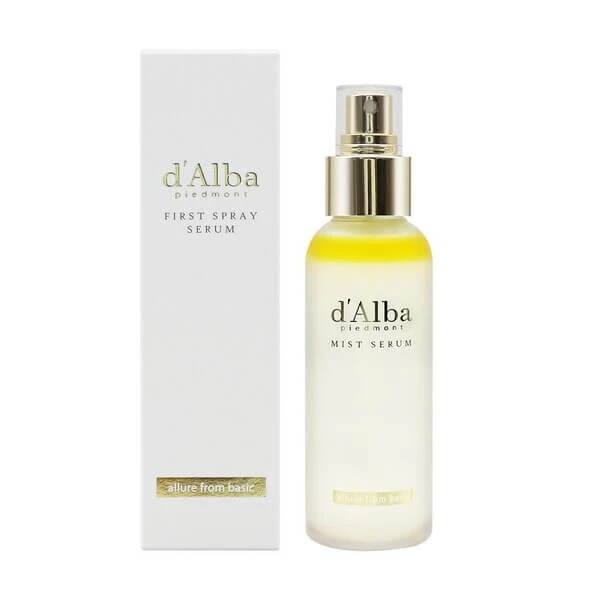 d'Alba
piedmont
FIRST SPRAY
SERUM
allure from basic
d'Alba
piedmont
MIST SERUM
allure from basic